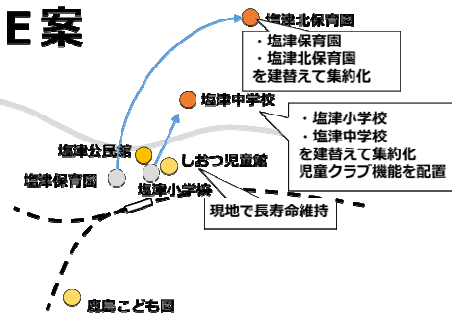 E案
塩津北保育園
・塩津保育園
・塩津北保育園
を建替えて集約化
塩津中学校
・塩津小学校
・塩津中学校
を建替えて集約化
児童クラブ機能を配置
塩津公民館
しおつ児童館
塩津保育園
塩津小学校
現地で長寿命維持
鹿島こども園